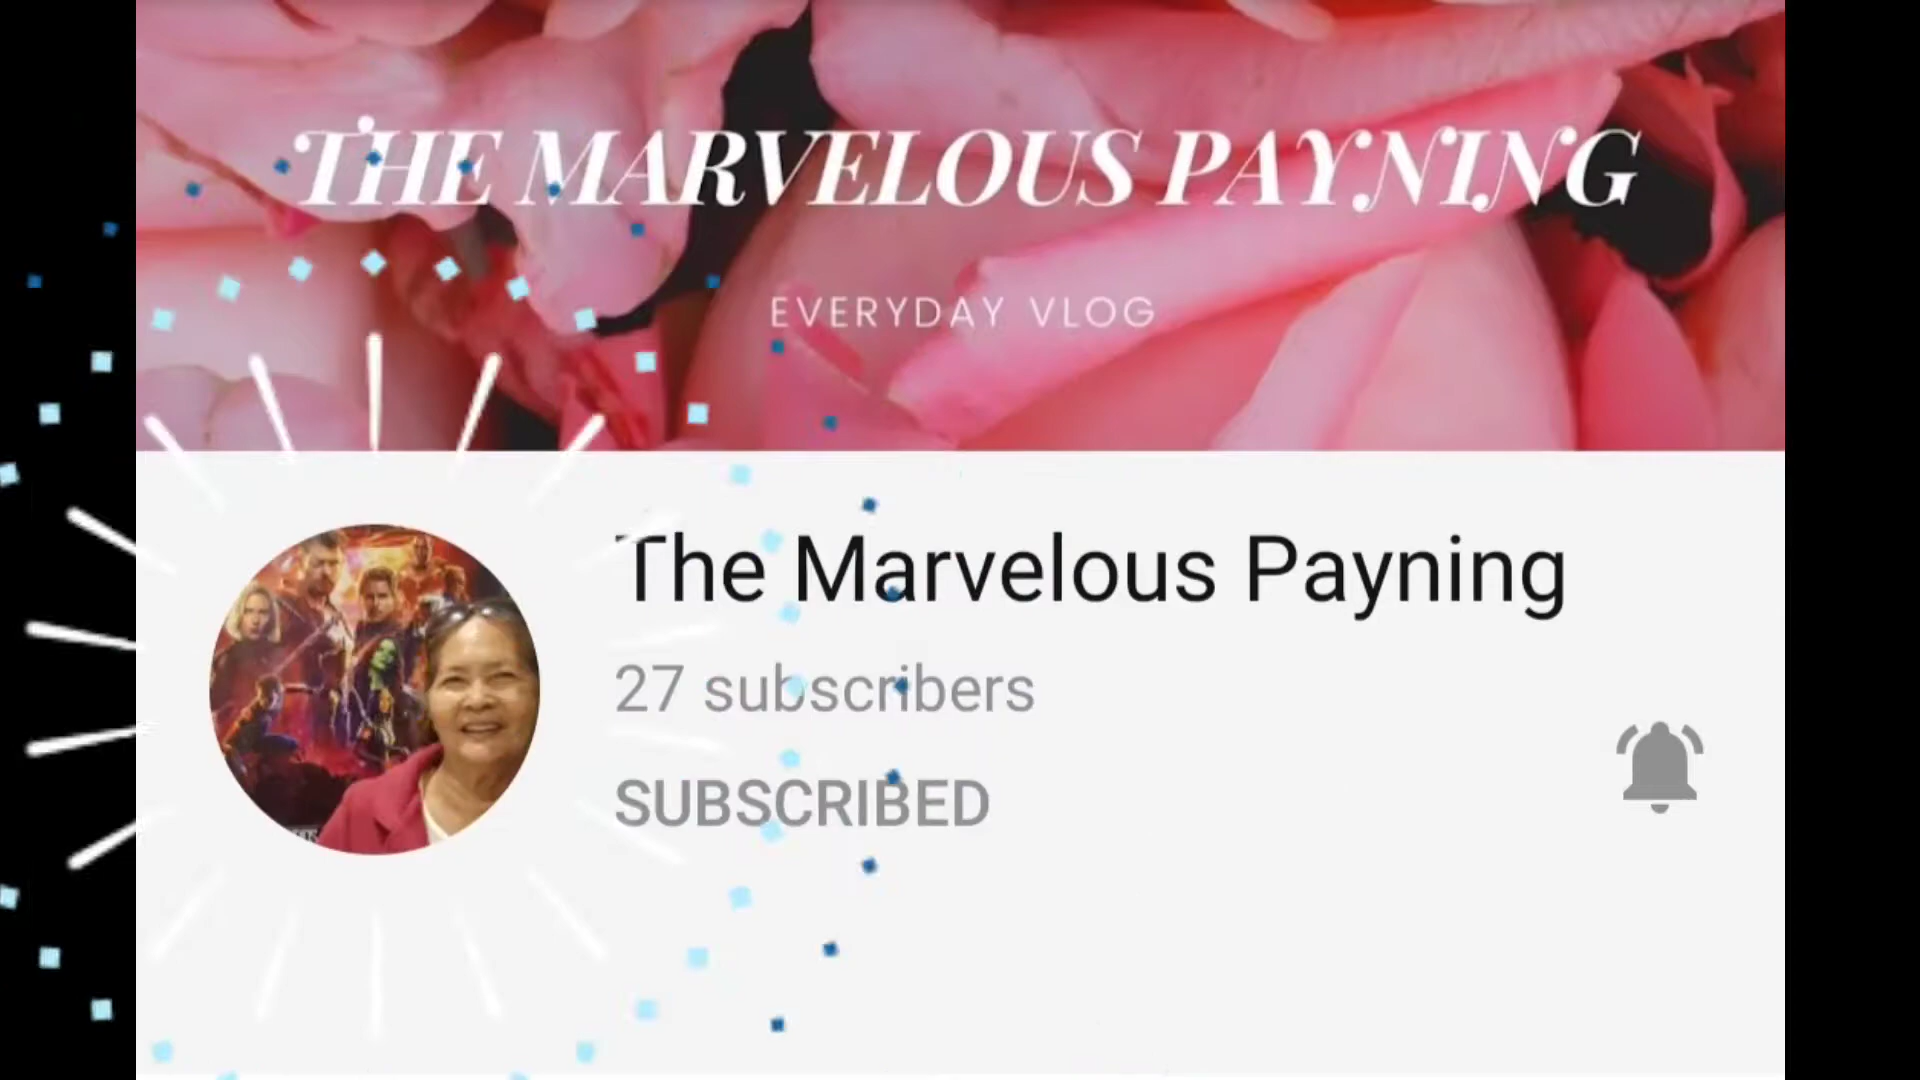 THE MARVELOUS PAYNING
EVERYDAY VLOG
The Marvelous Payning
27 subscribers
SUBSCRIBED